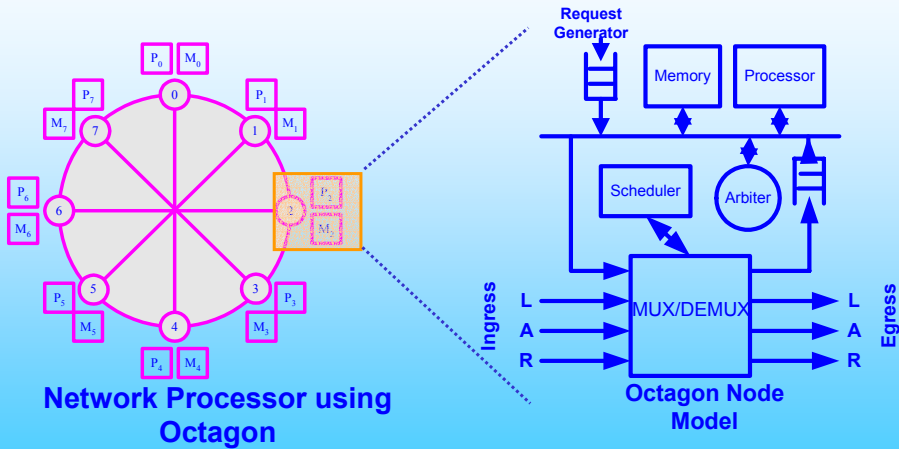 P0 M0
0
P1
M1
1
P7
M7
7
P6
M6
6
2
P2
M2
P5
M5
5
3
P3
M3
4
P4 M4
Network Processor using
Octagon
Request
Generator
Memory
Processor
Scheduler
Arbiter
MUX/DEMUX
Ingress
L
A
R
L
A
R
Egress
Octagon Node
Model